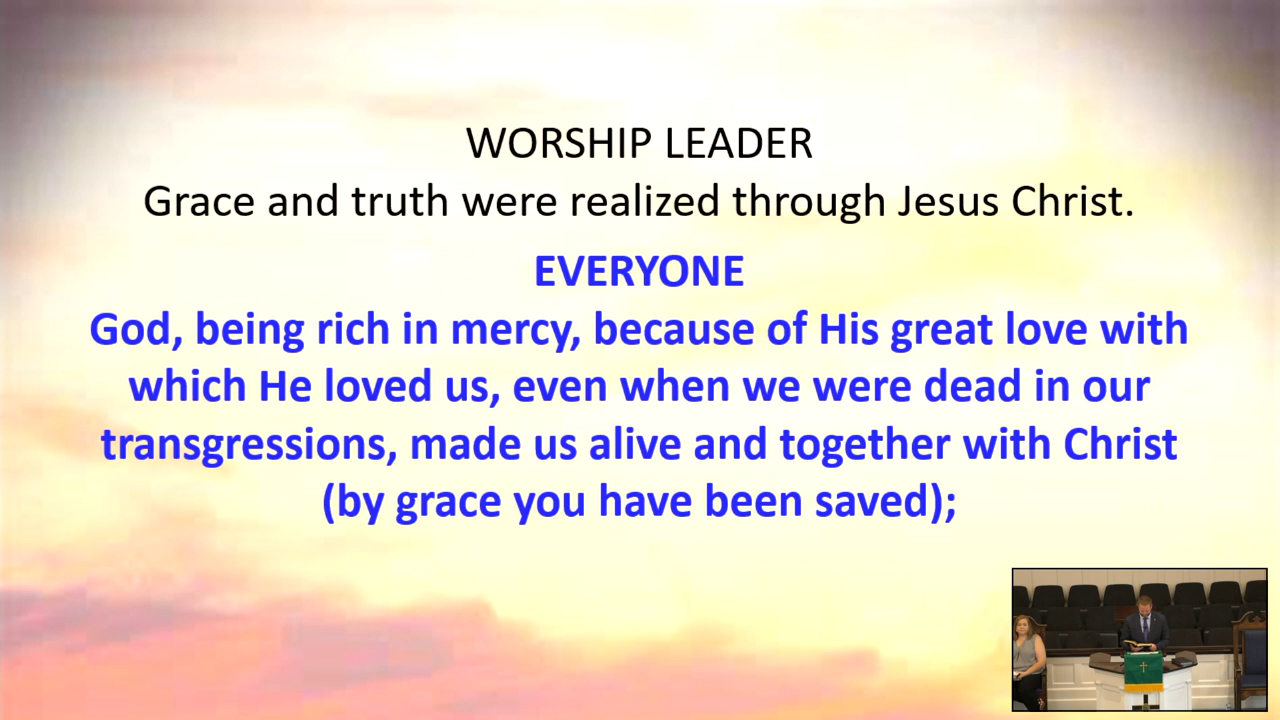 WORSHIP LEADER
Grace and truth were realized through Jesus Christ.
EVERYONE
God, being rich in mercy, because of His great love with
which He loved us, even when we were dead in our
transgressions, made us alive and together with Christ
(by grace you have been saved);